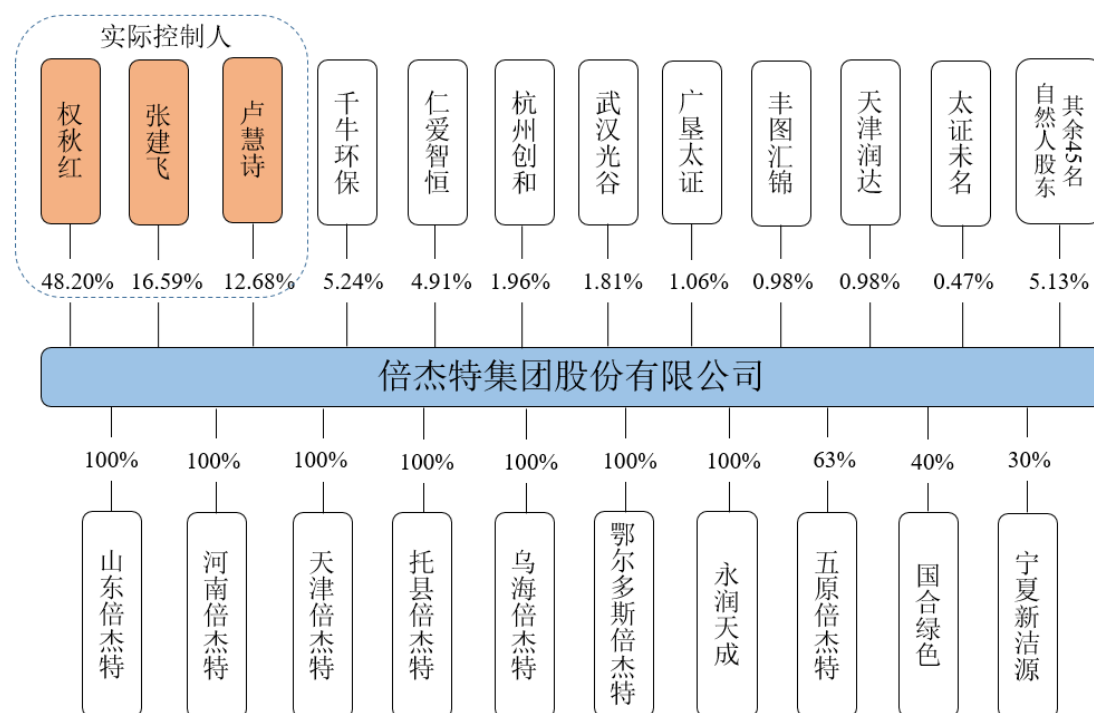 实际控制人
权秋红
张建飞
卢慧诗
千牛环保
仁爱智恒
杭州创和
武汉光谷
广垦太证
丰图汇锦
天津润达
太证未名
其余45名
自然人股东
48.20%
16.59%
12.68%
5.24%
4.91%
1.96%
1.81%
1.06%
0.98%
0.98%
0.47%
5.13%
倍杰特集团股份有限公司
100%
100%
100%
100%
100%
100%
100%
63%
40%
30%
山东倍杰特
河南倍杰特
天津倍杰特
托县倍杰特
乌海倍杰特
鄂尔多斯倍杰特
永润天成
五原倍杰特
国合绿色
宁夏新洁源